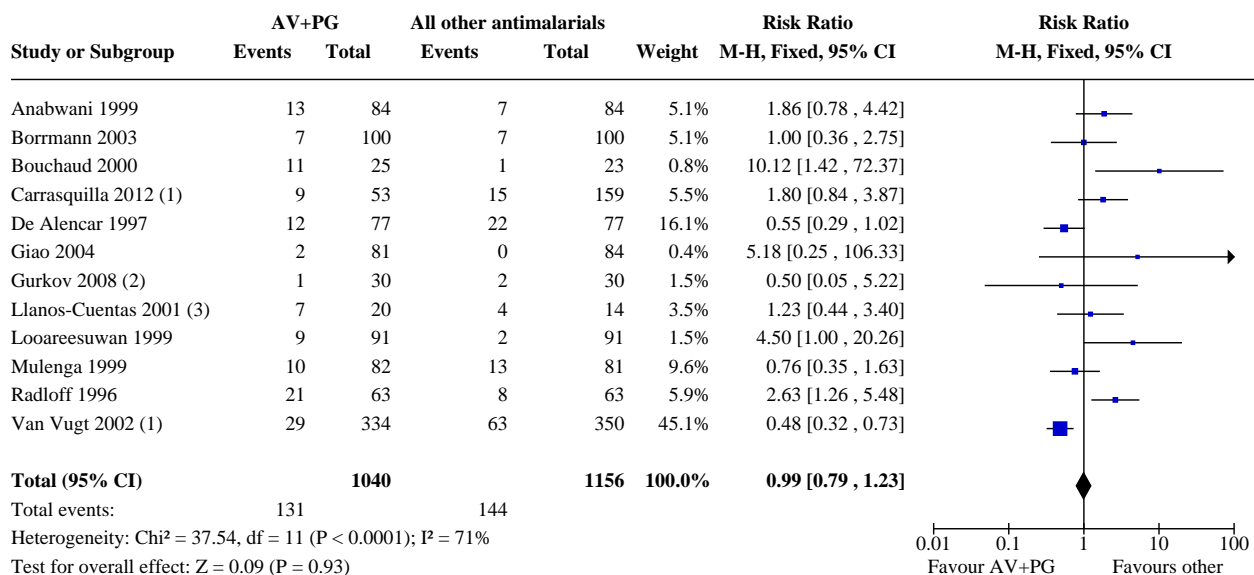 AV+PG All other antimalarials Risk Ratio Risk Ratio
Study or Subgroup Events Total Events Total Weight M-H, Fixed, 95% CI M-H, Fixed, 95% CI
Anabwani 1999 13 84 7 84 5.1% 1.86 [0.78 , 4.42]
Borrmann 2003 7 100 7 100 5.1% 1.00 [0.36 , 2.75]
Bouchaud 2000 11 25 1 23 0.8% 10.12 [1.42 , 72.37]
Carrasquilla 2012 (1) 9 53 15 159 5.5% 1.80 [0.84 , 3.87]
De Alencar 1997 12 77 22 77 16.1% 0.55 [0.29 , 1.02]
Giao 2004 2 81 0 84 0.4% 5.18 [0.25 , 106.33]
Gurkov 2008 (2) 1 30 2 30 1.5% 0.50 [0.05 , 5.22]
Llanos-Cuentas 2001 (3) 7 20 4 14 3.5% 1.23 [0.44 , 3.40]
Looareesuwan 1999 9 91 2 91 1.5% 4.50 [1.00 , 20.26]
Mulenga 1999 10 82 13 81 9.6% 0.76 [0.35 , 1.63]
Radloff 1996 21 63 8 63 5.9% 2.63 [1.26 , 5.48]
Van Vugt 2002 (1) 29 334 63 350 45.1% 0.48 [0.32 , 0.73]
Total (95% CI) 1040 1156 100.0% 0.99 [0.79 , 1.23]
Total events: 131 144
Heterogeneity: Chi² = 37.54, df = 11 (P < 0.0001); I² = 71%
0.01 0.1 1 10 100
Test for overall effect: Z = 0.09 (P = 0.93) Favour AV+PG Favours other